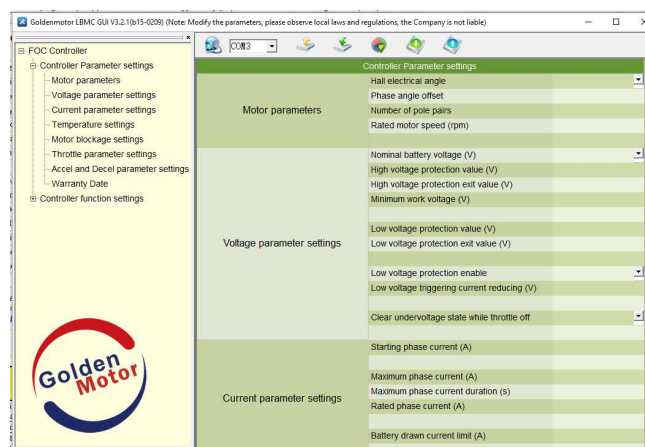 Goldenmotor LBMC GUI V3.2.1(b15-0209) (Note: Modify the parameters, please observe local laws and regulations, the Company is not liable)
COM3
FOC Controller
Controller Parameter settings
Motor parameters
Voltage parameter settings
Current parameter settings
Temperature settings
Motor blockage settings
Throttle parameter settings
Accel and Decel parameter settings
Warranty Date
Controller function settings
Golden
Motor
Controller Parameter settings
Motor parameters
Hall electrical angle
Phase angle offset
Number of pole pairs
Rated motor speed (rpm)
Voltage parameter settings
Nominal battery voltage (V)
High voltage protection value (V)
High voltage protection exit value (V)
Minimum work voltage (V)
Low voltage protection value (V)
Low voltage protection exit value (V)
Low voltage protection enable
Low voltage triggering current reducing (V)
Clear undervoltage state while throttle off
Current parameter settings
Starting phase current (A)
Maximum phase current (A)
Maximum phase current duration (s)
Rated phase current (A)
Battery drawn current limit (A)